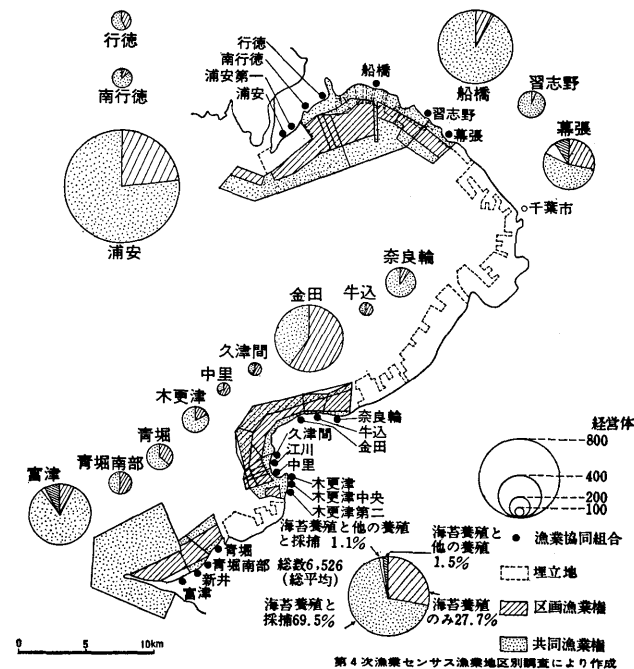 行徳
南行徳
浦安
行徳
南行徳
浦安第一
浦安
船橋
習志野
幕張
船橋
習志野
幕張
千葉市
奈良輪
牛込
金田
久津間
中里
木更津
青堀
青堀南部
富津
奈良輪
牛込
金田
久津間
江川
中里
木更津
木更津中央
木更津第二
青堀
青堀南部
新井
富津
経営体
800
400
200
100
漁業協同組合
埋立地
区画漁業権
共同漁業権
海苔養殖と他の養殖
と採捕 1.1%
海苔養殖と
他の養殖
1.5%
総数6,526
(総平均)
海苔養殖と
採捕69.5%
海苔養殖
のみ27.7%
0 5 10km
第4次漁業センサス漁業地区別調査により作成